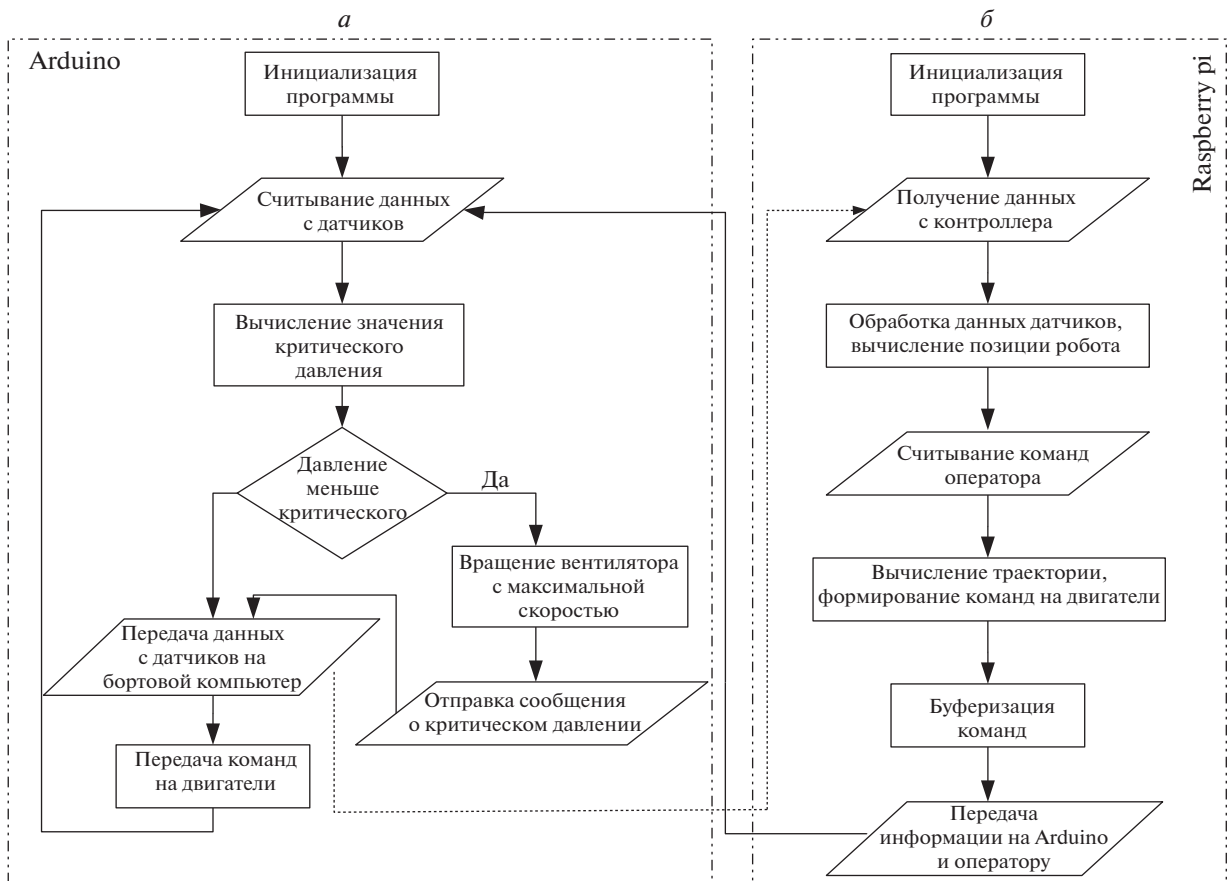 а
Arduino
Инициализация
программы
Считывание данных
с датчиков
Вычисление значения
критического
давления
Давление
меньше
критического
Да
Вращение вентилятора
с максимальной
скоростью
Передача данных
с датчиков на
бортовой компьютер
Отправка сообщения
о критическом давлении
Передача команд
на двигатели
б
Raspberry pi
Инициализация
программы
Получение данных
с контроллера
Обработка данных датчиков,
вычисление позиции робота
Считывание команд
оператора
Вычисление траектории,
формирование команд на двигатели
Буферизация
команд
Передача
информации на Arduino
и оператору